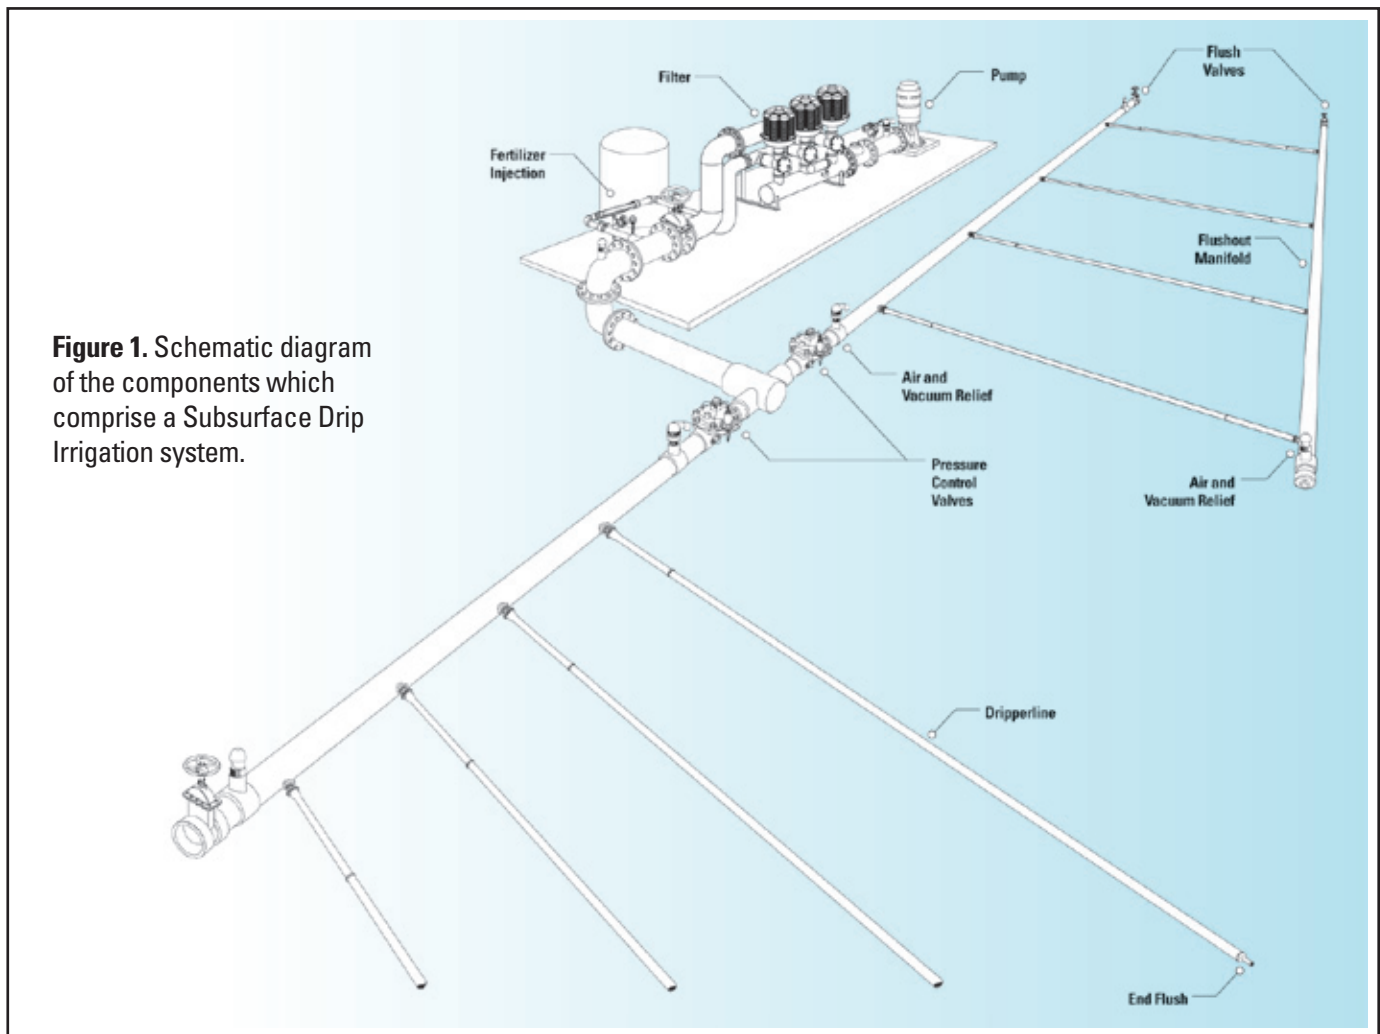 Flush
Valves
Filter
Pump
Fertilizer
Injection
Flushout
Manifold
Figure 1. Schematic diagram
of the components which
comprise a Subsurface Drip
Irrigation system.
Air and
Vacuum Relief
Pressure
Control
Valves
Air and
Vacuum Relief
Dripperline
End Flush